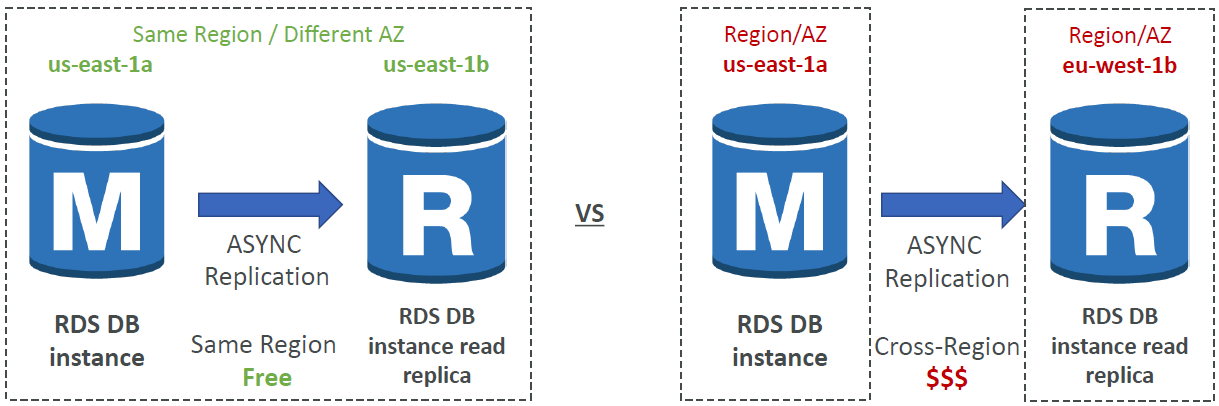 Same Region / Different AZ
us-east-1a
us-east-1b
M
R
ASYNC
Replication
RDS DB
instance
Same Region
Free
RDS DB
instance read
replica
VS
Region/AZ
us-east-1a
Region/AZ
eu-west-1b
M
R
ASYNC
Replication
RDS DB
instance
Cross-Region
$$$
RDS DB
instance read
replica